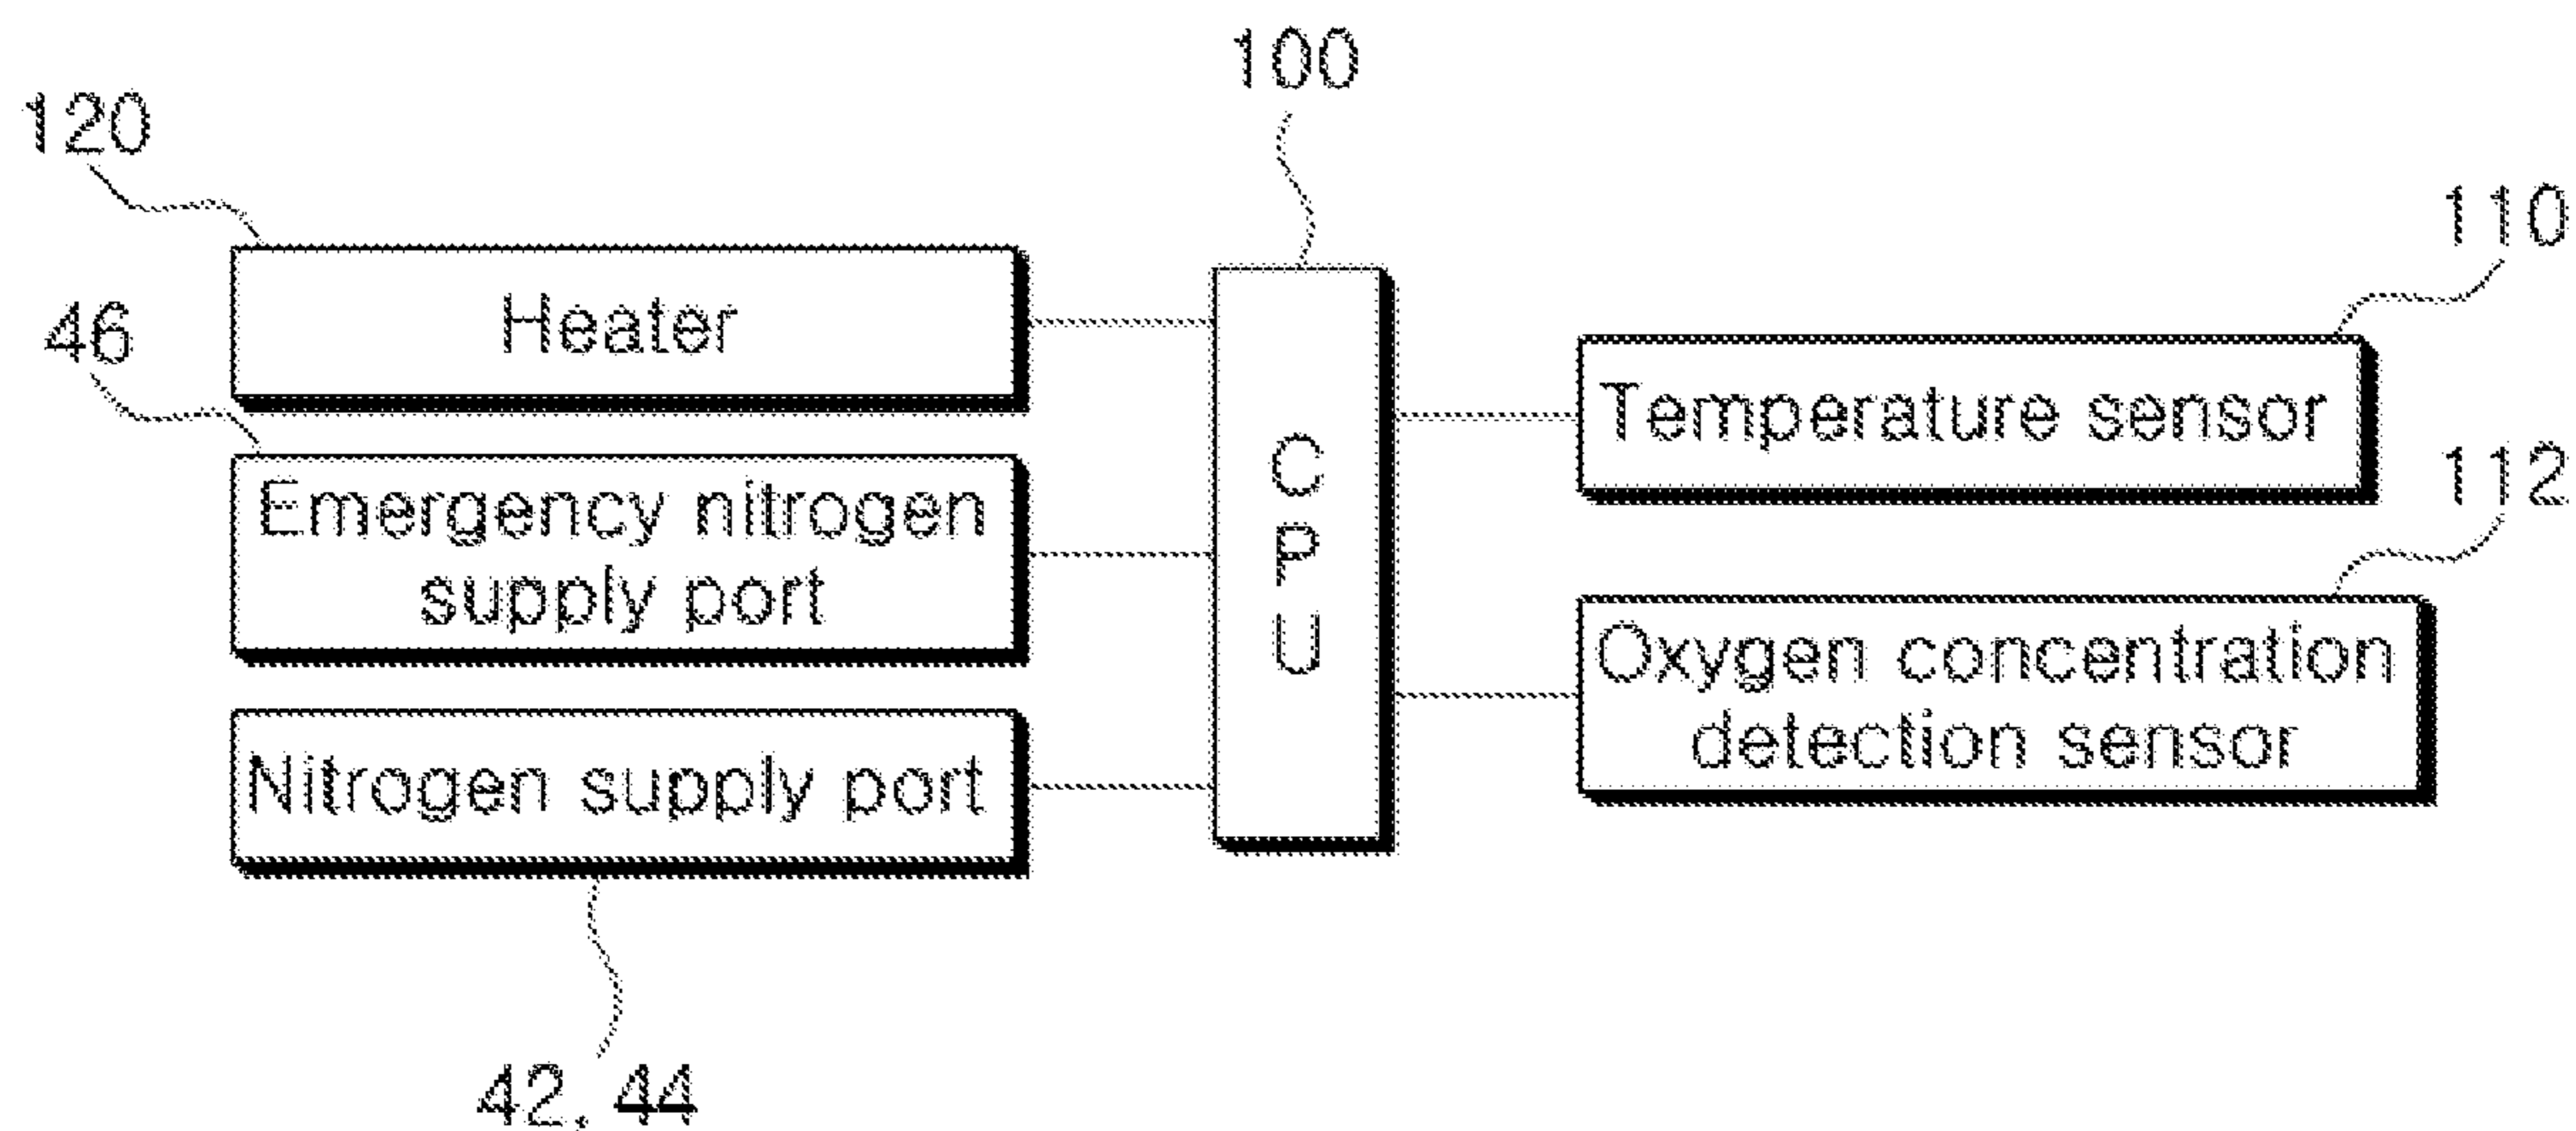 100
120
110
Heater
46
Temperature sensor
CPU
112
Emergency nitrogen
supply port
Oxygen concentration
detection sensor
Nitrogen supply port
42, 44